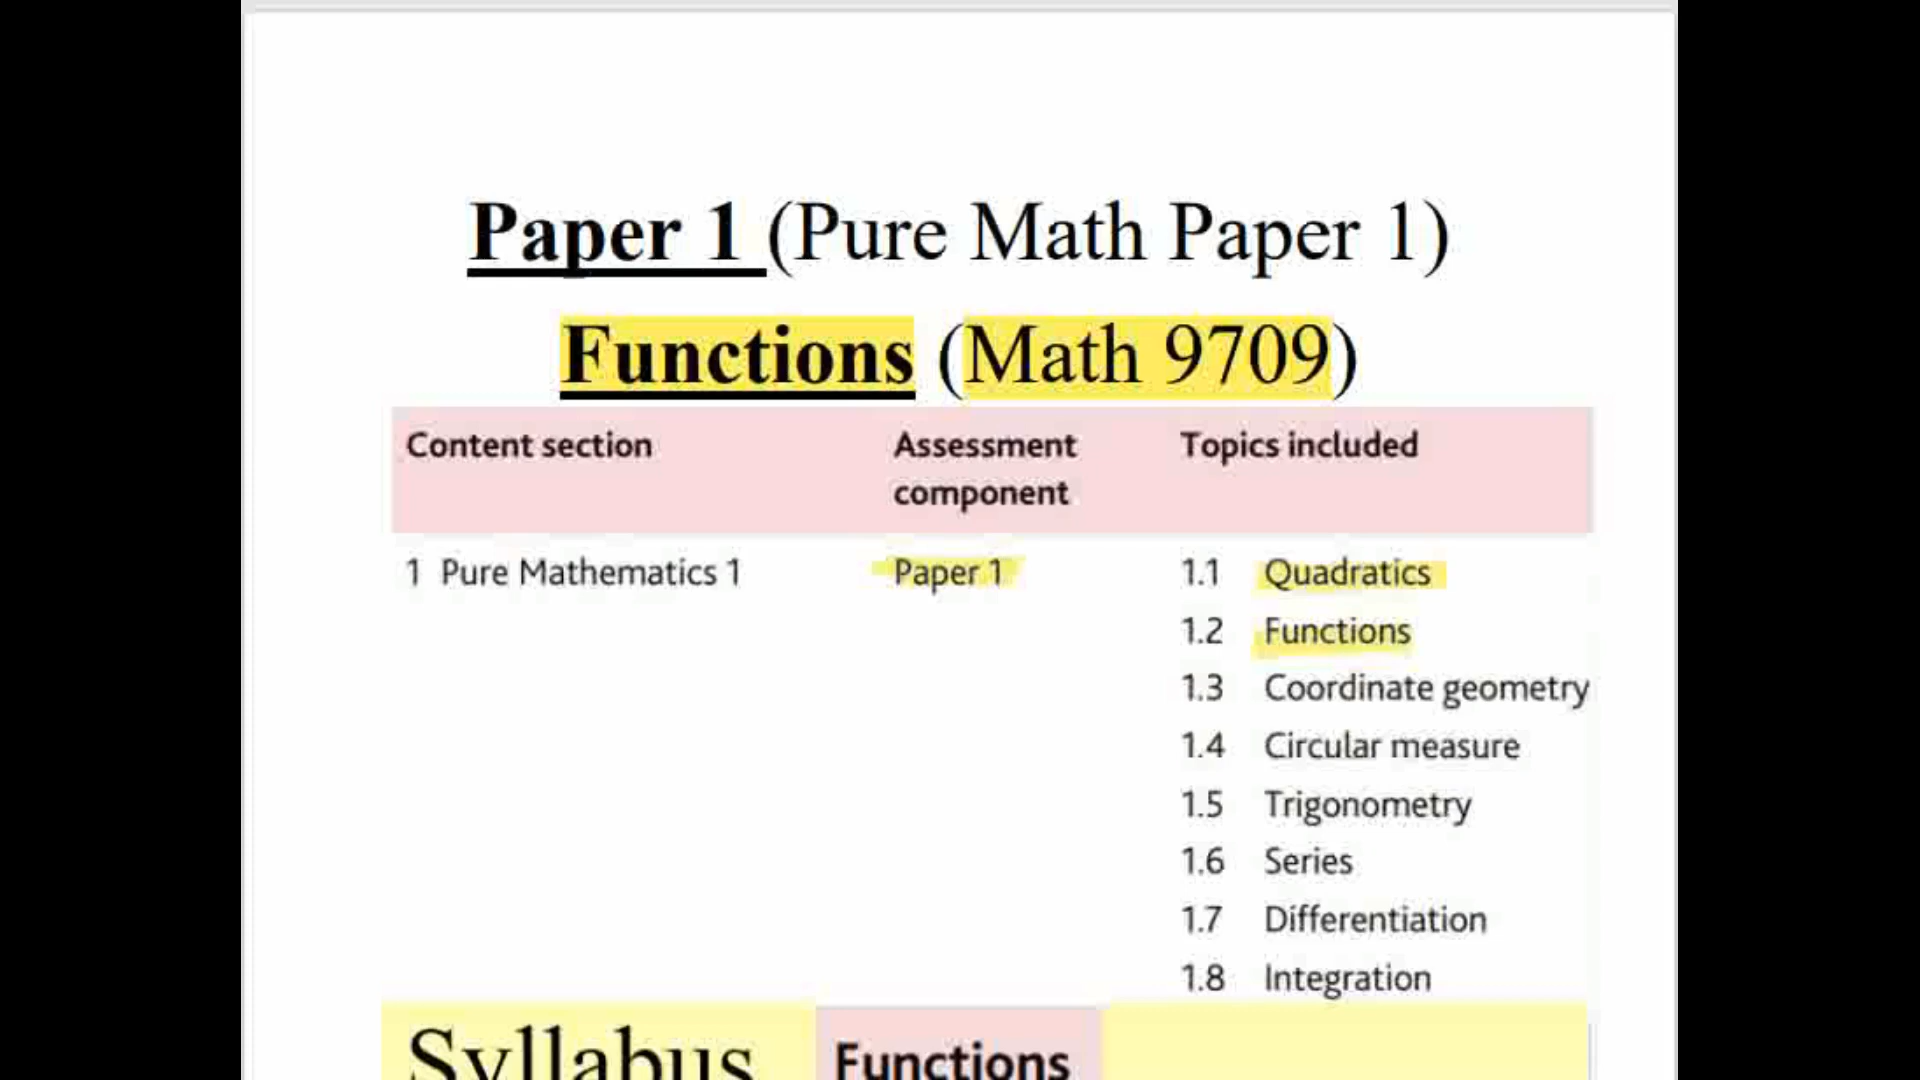 Paper 1 (Pure Math Paper 1)
Functions (Math 9709)
Content section Assessment component Topics included
1 Pure Mathematics 1 Paper 1 1.1 Quadratics
1.2 Functions
1.3 Coordinate geometry
1.4 Circular measure
1.5 Trigonometry
1.6 Series
1.7 Differentiation
1.8 Integration
Syllabus Functions